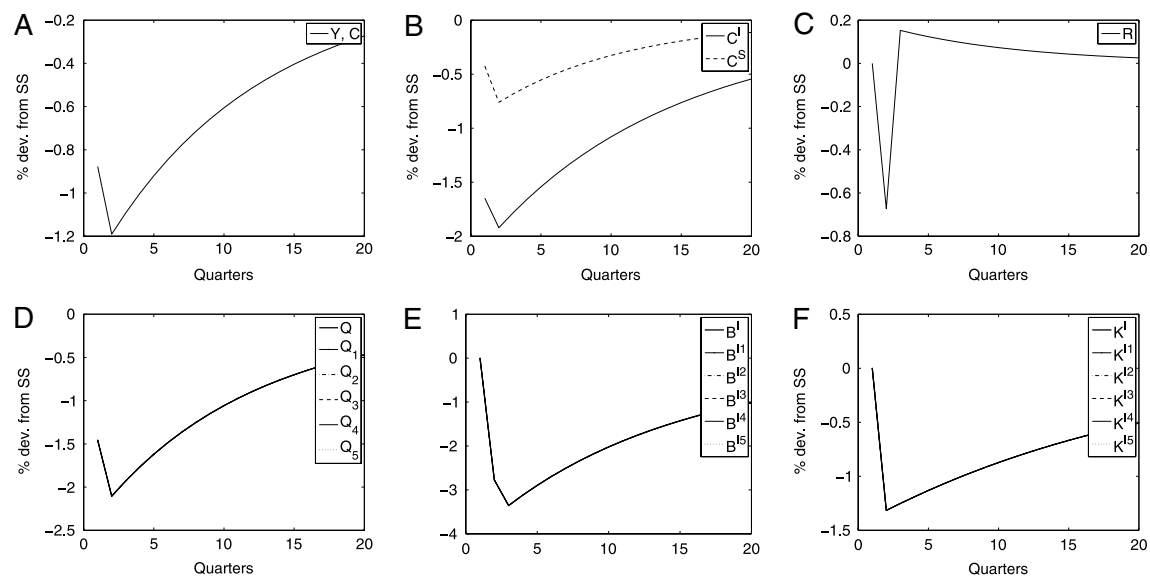 A
% dev. from SS
-0.2
-0.4
-0.6
-0.8
-1
-1.2
0
5
10
15
20
Quarters
Y, C
B
% dev. from SS
0
-0.5
-1
-1.5
-2
0
5
10
15
20
Quarters
C^I
C^S
C
% dev. from SS
0.2
0
-0.2
-0.4
-0.6
-0.8
0
5
10
15
20
Quarters
R
D
% dev. from SS
0
-0.5
-1
-1.5
-2
-2.5
0
5
10
15
20
Quarters
Q
Q_1
Q_2
Q_3
Q_4
Q_5
E
% dev. from SS
1
0
-1
-2
-3
-4
0
5
10
15
20
Quarters
B^I
B^I1
B^I2
B^I3
B^I4
B^I5
F
% dev. from SS
0.5
0
-0.5
-1
-1.5
0
5
10
15
20
Quarters
K^I
K^I1
K^I2
K^I3
K^I4
K^I5